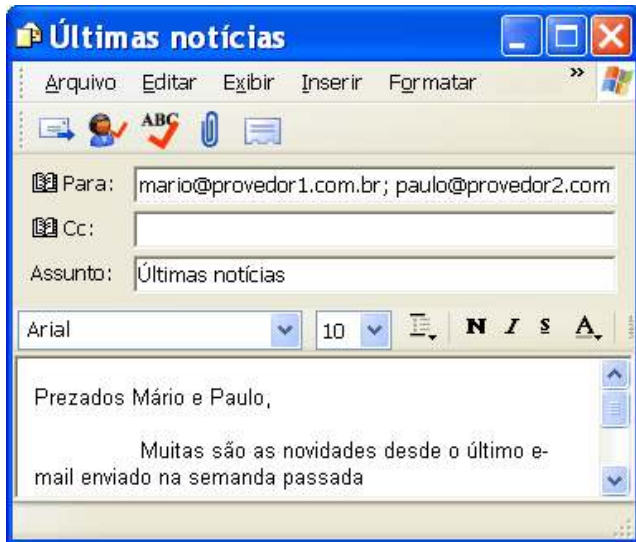 Últimas notícias
Arquivo Editar Exibir Inserir Formatar »
ABC
Para: mario@provedor1.com.br; paulo@provedor2.com
Cc:
Assunto: Últimas notícias
Arial 10 N I s A
Prezados Mário e Paulo,
Muitas são as novidades desde o último e-
mail enviado na semanda passada